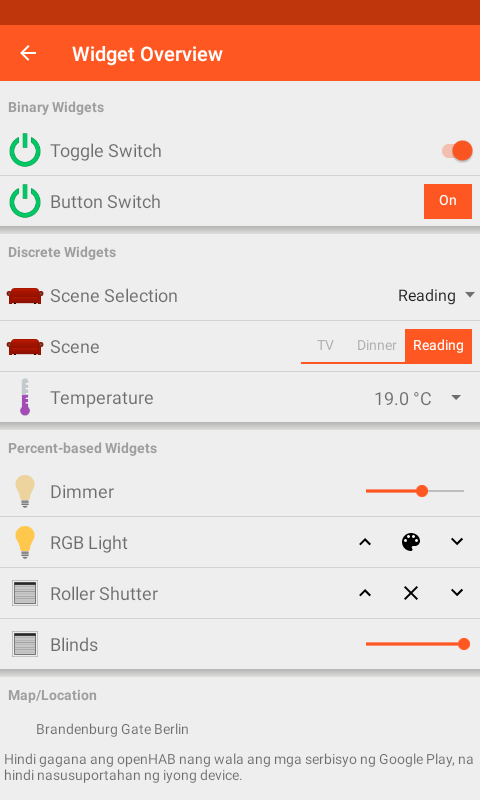 Widget Overview
Binary Widgets
Toggle Switch
Button Switch
On
Discrete Widgets
Scene Selection
Reading
Scene
TV
Dinner
Reading
Temperature
19.0 °C
Percent-based Widgets
Dimmer
RGB Light
Roller Shutter
Blinds
Map/Location
Brandenburg Gate Berlin
Hindi gagana ang openHAB nang wala ang mga serbisyo ng Google Play, na
hindi nasusuportahan ng iyong device.